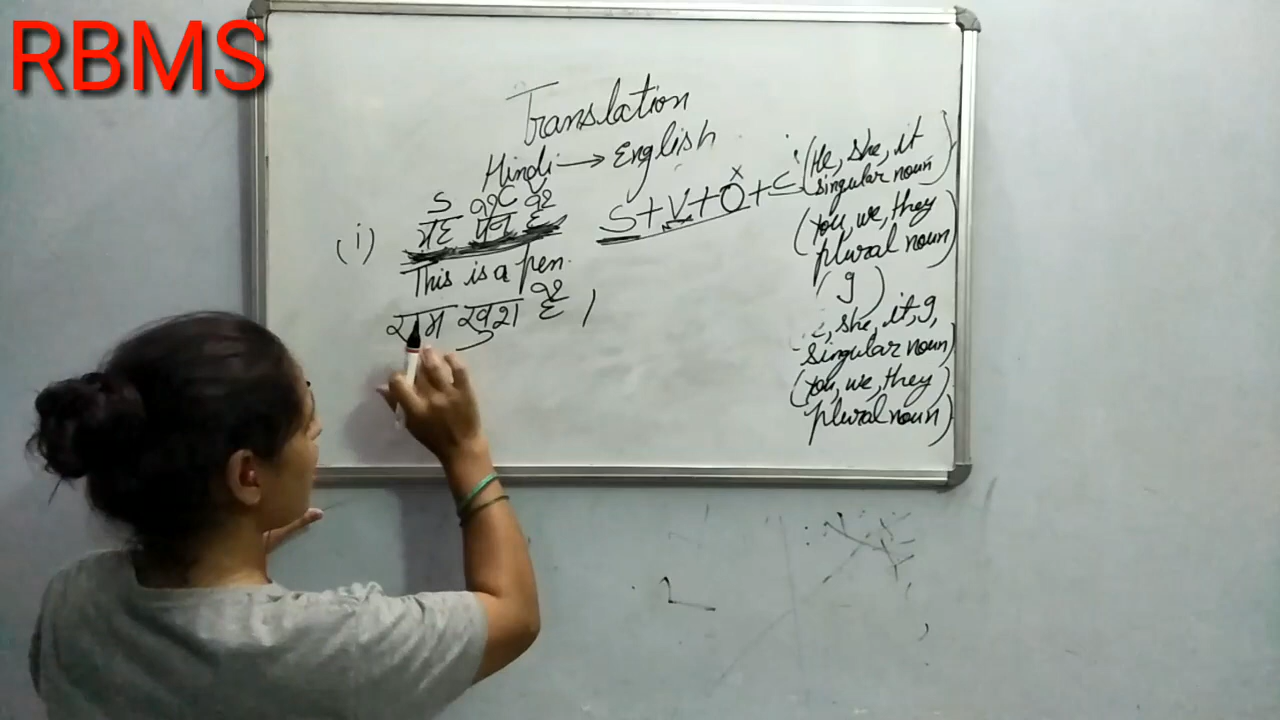 RBMS
Translation
Hindi → English
S C V
(i) यह पेन है
This is a pen.
राम खुश है ।
S+V+O+C
x
(He, she, it
singular noun)
(You, we, they
plural noun)
(g)
she, it, g,
singular noun)
(You, we, they
plural noun)